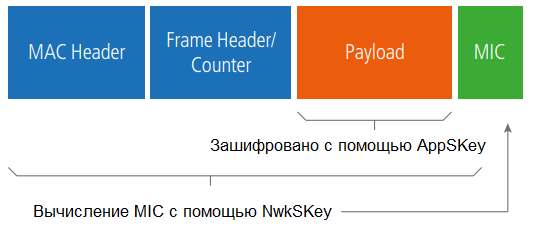 MAC Header
Frame Header/
Counter
Payload
MIC
Зашифровано с помощью AppSKey
Вычисление MIC с помощью NwkSKey